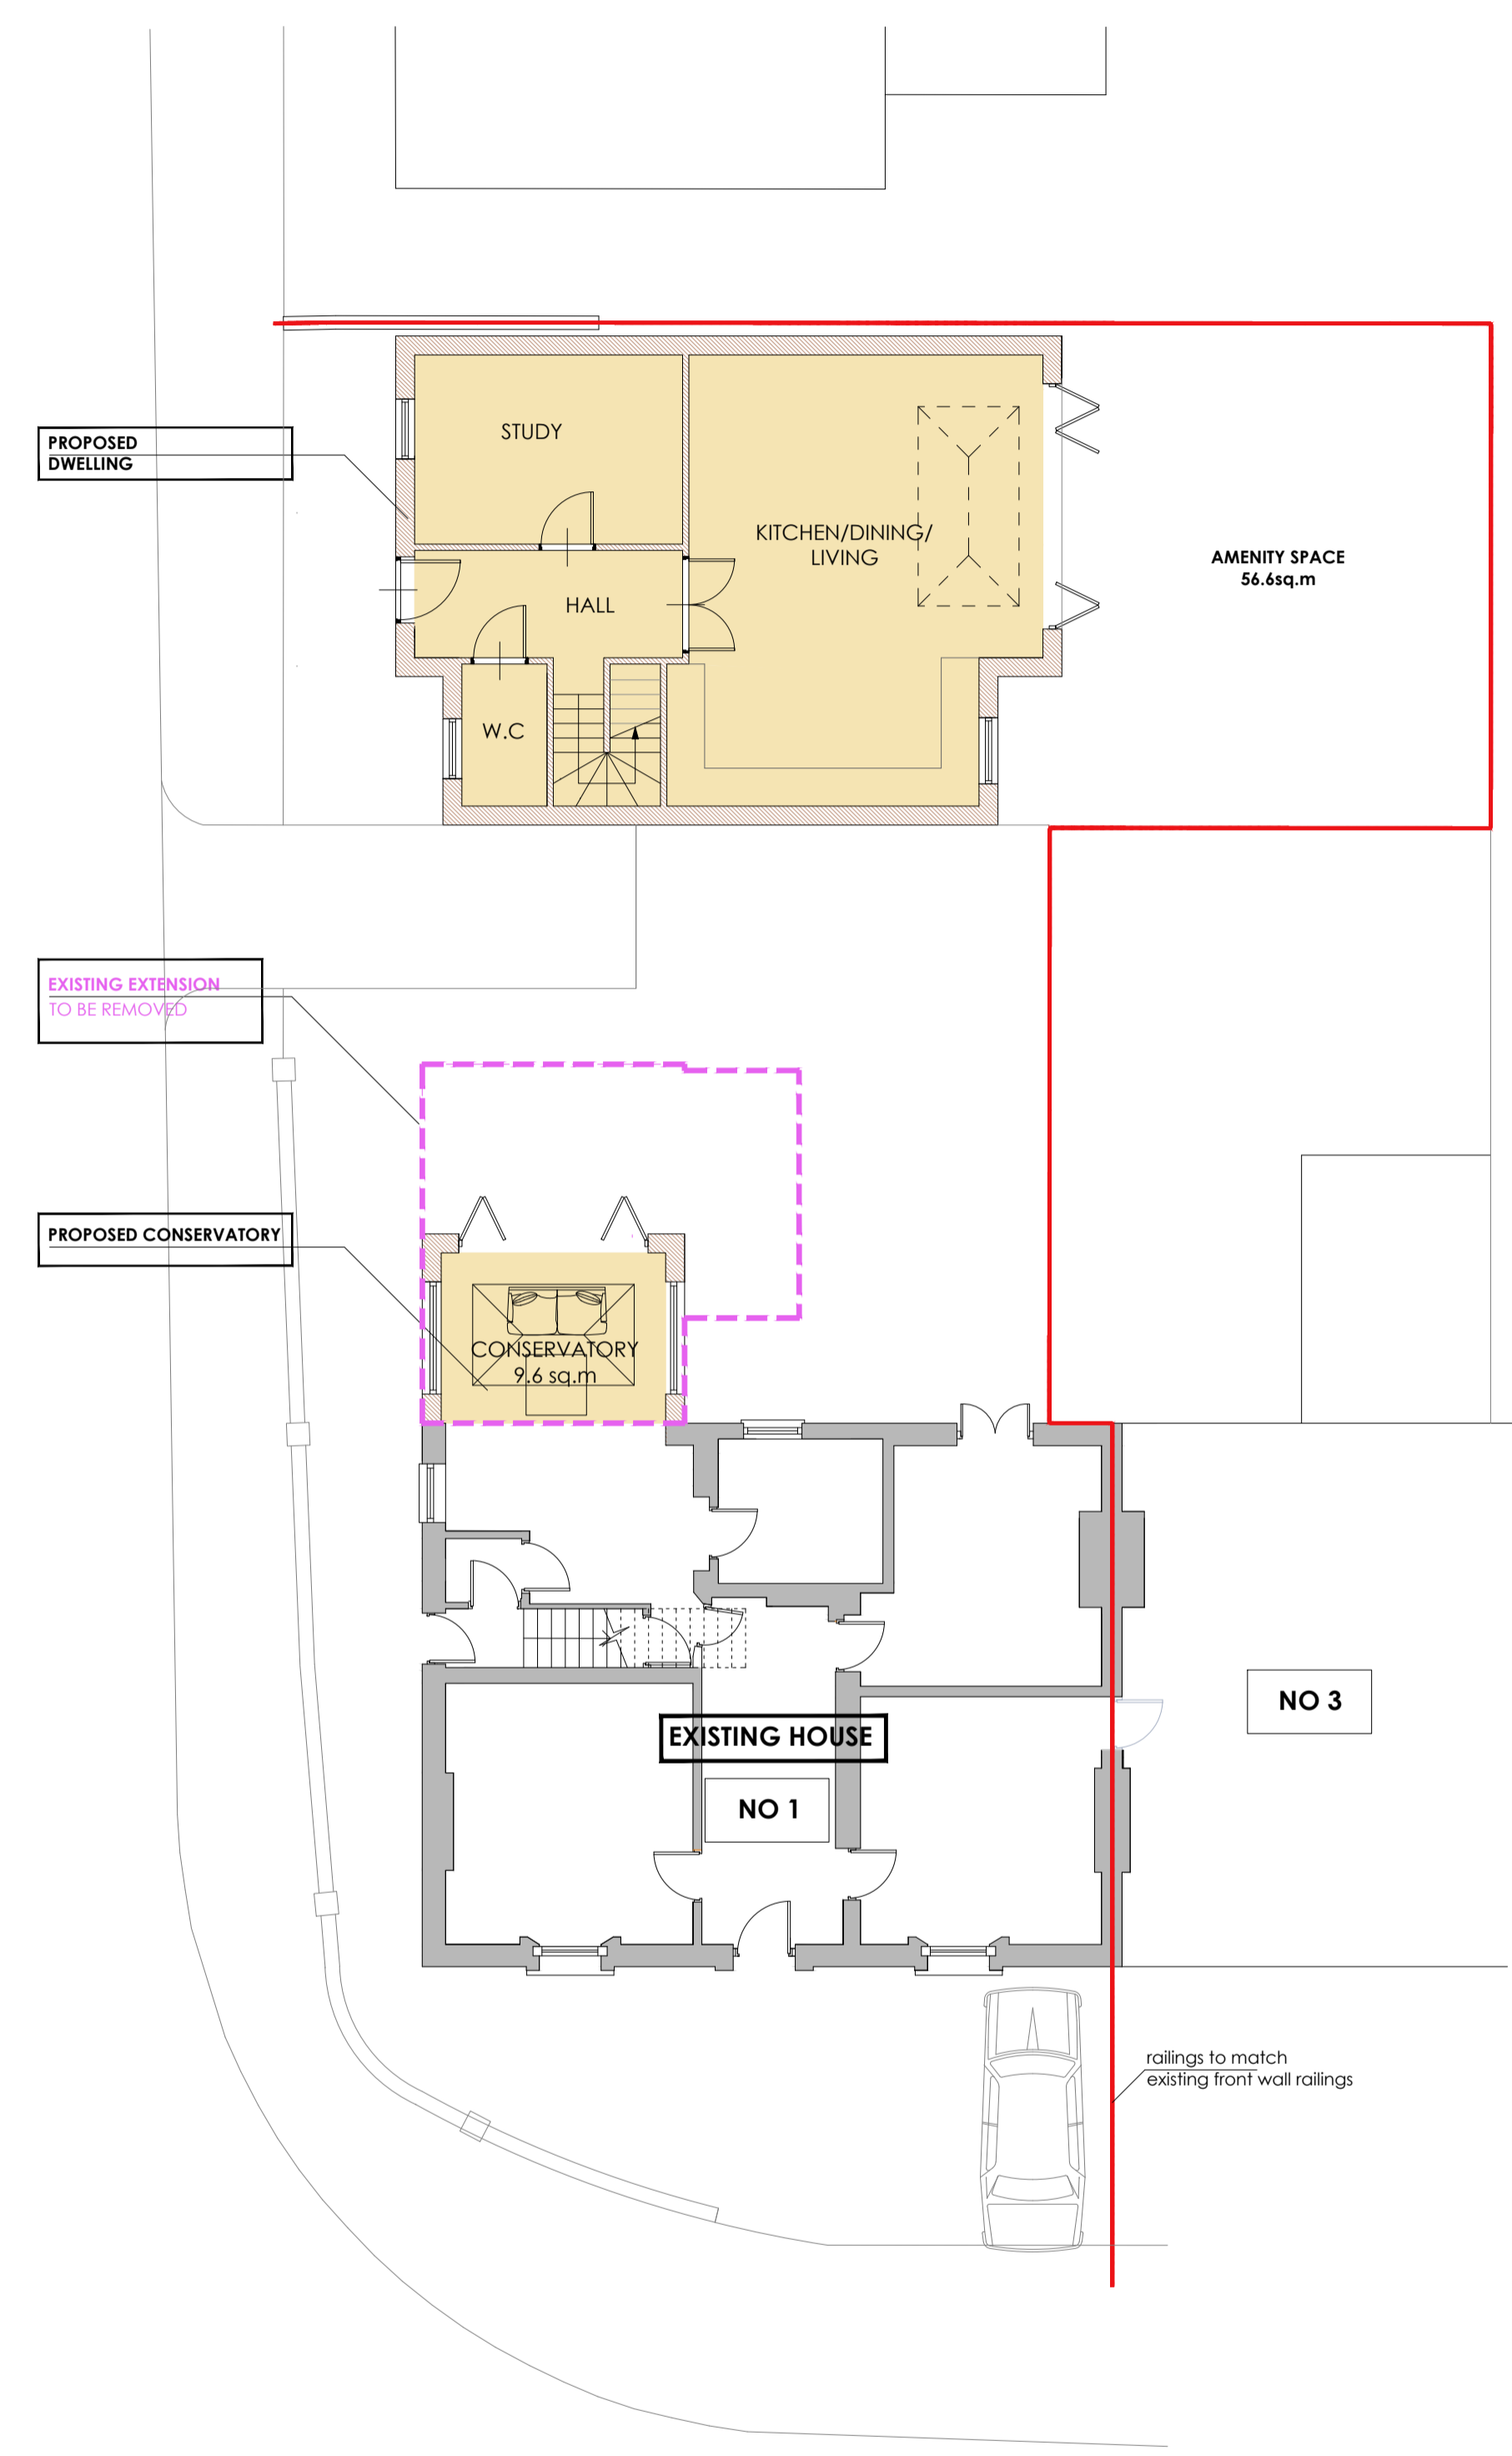 STUDY
PROPOSED
DWELLING
KITCHEN/DINING/
LIVING
AMENITY SPACE
56.6sq.m
HALL
W.C
EXISTING EXTENSION
TO BE REMOVED
PROPOSED CONSERVATORY
CONSERVATORY
9.6 sq.m
NO 3
EXISTING HOUSE
NO 1
railings to match
existing front wall railings